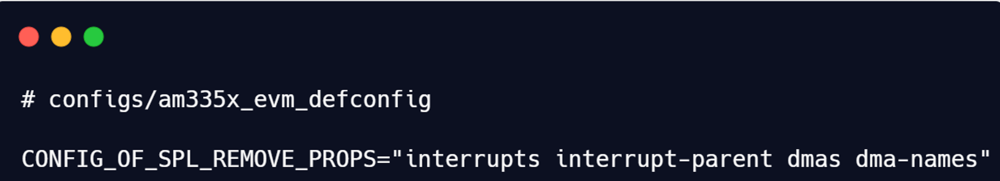 # configs/am335x_evm_defconfig
CONFIG_OF_SPL_REMOVE_PROPS="interrupts interrupt-parent dmas dma-names"